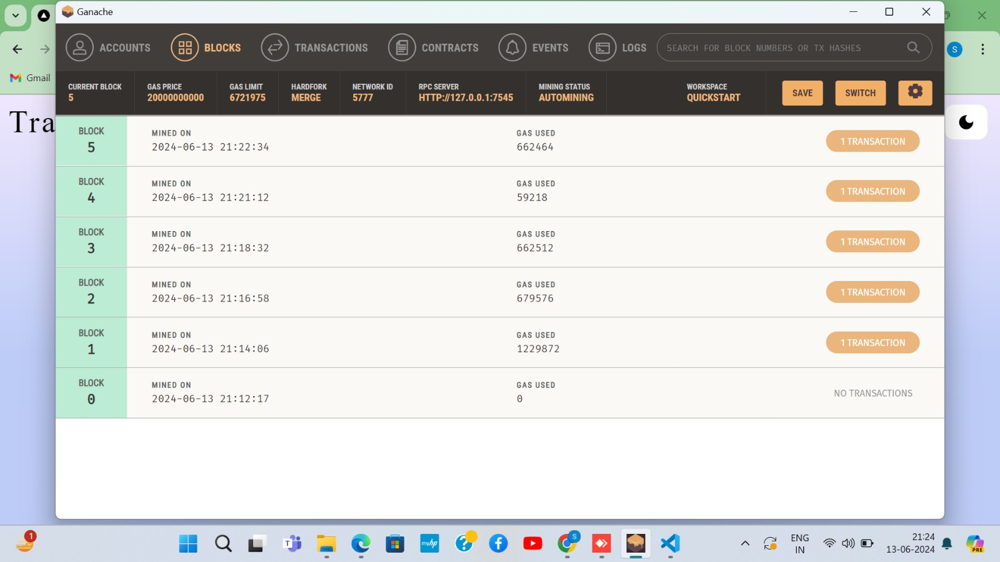 Ganache
ACCOUNTS BLOCKS TRANSACTIONS CONTRACTS EVENTS LOGS SEARCH FOR BLOCK NUMBERS OR TX HASHES
S
Gmail
CURRENT BLOCK GAS PRICE GAS LIMIT HARDFORK NETWORK ID RPC SERVER MINING STATUS WORKSPACE
5 20000000000 6721975 MERGE 5777 HTTP://127.0.0.1:7545 AUTOMINING QUICKSTART
SAVE SWITCH
Tra
BLOCK MINED ON GAS USED
5 2024-06-13 21:22:34 662464 1 TRANSACTION
BLOCK MINED ON GAS USED
4 2024-06-13 21:21:12 59218 1 TRANSACTION
BLOCK MINED ON GAS USED
3 2024-06-13 21:18:32 662512 1 TRANSACTION
BLOCK MINED ON GAS USED
2 2024-06-13 21:16:58 679576 1 TRANSACTION
BLOCK MINED ON GAS USED
1 2024-06-13 21:14:06 1229872 1 TRANSACTION
BLOCK MINED ON GAS USED
0 2024-06-13 21:12:17 0 NO TRANSACTIONS
1 T myhp ? S ENG 21:24
IN 13-06-2024 PRE